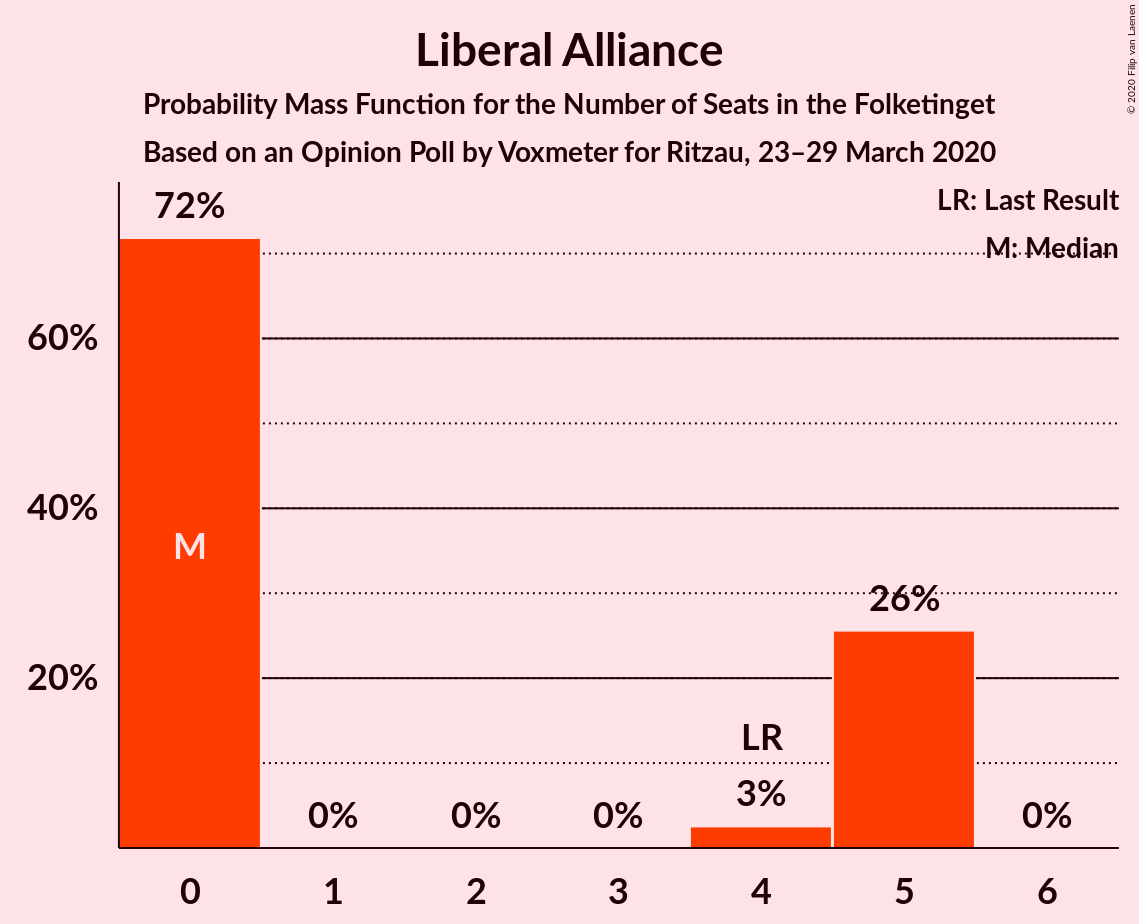 Liberal Alliance
Probability Mass Function for the Number of Seats in the Folketinget
Based on an Opinion Poll by Voxmeter for Ritzau, 23–29 March 2020
© 2020 Filip van Laenen
LR: Last Result
M: Median
72%
60%
40%
20%
M
0%
0%
0%
LR
3%
26%
0%
0
1
2
3
4
5
6